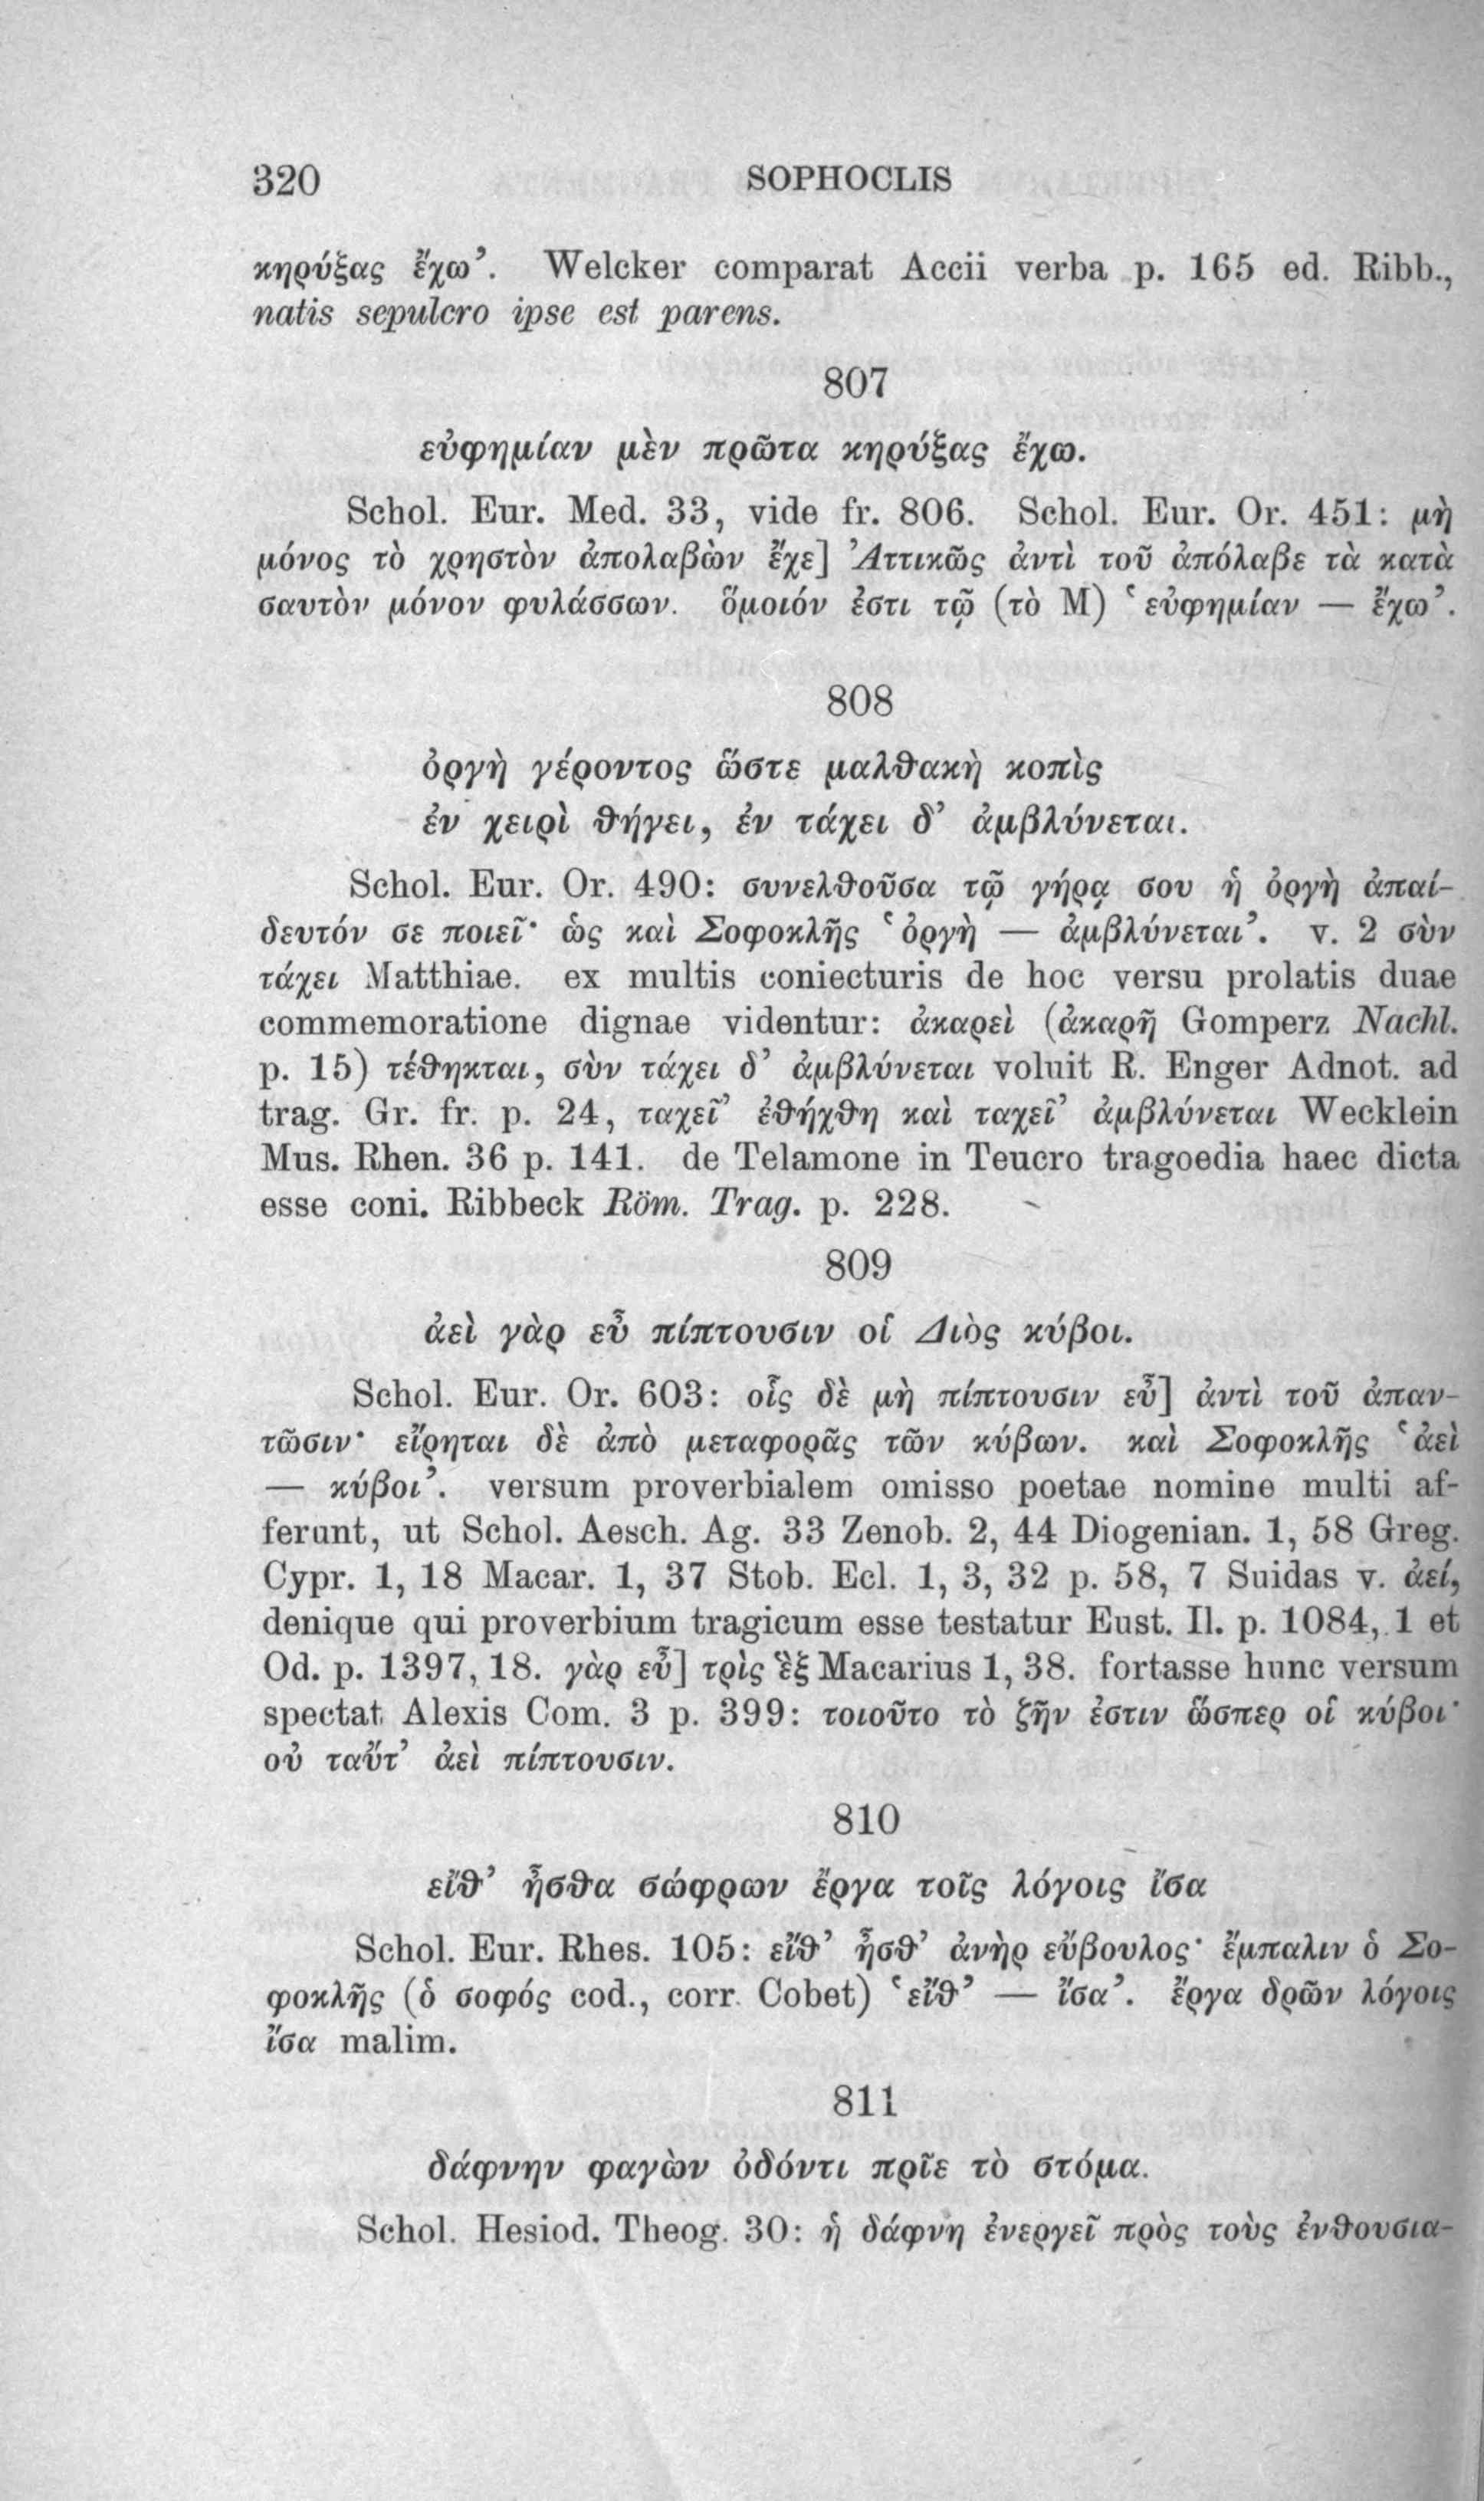 320
SOPHOCLIS
κηρύξας ἔχω’. Welcker comparat Accii verba p. 165 ed. Ribb.,
natis sepulcro ipse est parens.
807
εὐφημίαν μὲν πρῶτα κηρύξας ἔχω.
Schol. Eur. Med. 33, vide fr. 806. Schol. Eur. Or. 451: μὴ
μόνος τὸ χρηστὸν ἀπολαβὼν ἔχε] Ἀττικῶς ἀντὶ τοῦ ἀπόλαβε τὰ κατὰ
σαυτὸν μόνον φυλάσσων. ὅμοιόν ἐστι τῷ (τὸ M) ‘εὐφημίαν — ἔχω’.
808
ὀργὴ γέροντος ὥστε μαλθακὴ κοπὶς
ἐν χειρὶ θήγει, ἐν τάχει δ’ ἀμβλύνεται.
Schol. Eur. Or. 490: συνελθοῦσα τῷ γήρᾳ σου ἡ ὀργὴ ἀπαί-
δευτόν σε ποιεῖ· ὡς καὶ Σοφοκλῆς ‘ὀργὴ — ἀμβλύνεται’. v. 2 σὺν
τάχει Matthiae. ex multis coniecturis de hoc versu prolatis duae
commemoratione dignae videntur: ἀκαρεὶ (ἀκαρῆ Gomperz Nachl.
p. 15) τέθηκται, σὺν τάχει δ’ ἀμβλύνεται voluit R. Enger Adnot. ad
trag. Gr. fr. p. 24, ταχεῖ’ ἐθήχθη καὶ ταχεῖ’ ἀμβλύνεται Wecklein
Mus. Rhen. 36 p. 141. de Telamone in Teucro tragoedia haec dicta
esse coni. Ribbeck Röm. Trag. p. 228.
809
ἀεὶ γὰρ εὖ πίπτουσιν οἱ Διὸς κύβοι.
Schol. Eur. Or. 603: οἷς δὲ μὴ πίπτουσιν εὖ] ἀντὶ τοῦ ἀπαν-
τῶσιν· εἴρηται δὲ ἀπὸ μεταφορᾶς τῶν κύβων. καὶ Σοφοκλῆς ‘ἀεὶ
— κύβοι’. versum proverbialem omisso poetae nomine multi af-
ferunt, ut Schol. Aesch. Ag. 33 Zenob. 2, 44 Diogenian. 1, 58 Greg.
Cypr. 1, 18 Macar. 1, 37 Stob. Ecl. 1, 3, 32 p. 58, 7 Suidas v. ἀεί,
denique qui proverbium tragicum esse testatur Eust. Il. p. 1084, 1 et
Od. p. 1397, 18. γὰρ εὖ] τρὶς ἓξ Macarius 1, 38. fortasse hunc versum
spectat Alexis Com. 3 p. 399: τοιοῦτο τὸ ζῆν ἐστιν ὥσπερ οἱ κύβοι·
οὐ ταὔτ’ ἀεὶ πίπτουσιν.
810
εἴθ’ ἦσθα σώφρων ἔργα τοῖς λόγοις ἴσα
Schol. Eur. Rhes. 105: εἴθ’ ἦσθ’ ἀνὴρ εὔβουλος· ἔμπαλιν ὁ Σο-
φοκλῆς (ὁ σοφός cod., corr. Cobet) ‘εἴθ’ — ἴσα’. ἔργα δρῶν λόγοις
ἴσα malim.
811
δάφνην φαγὼν ὀδόντι πρῖε τὸ στόμα.
Schol. Hesiod. Theog. 30: ἡ δάφνη ἐνεργεῖ πρὸς τοὺς ἐνθουσια-